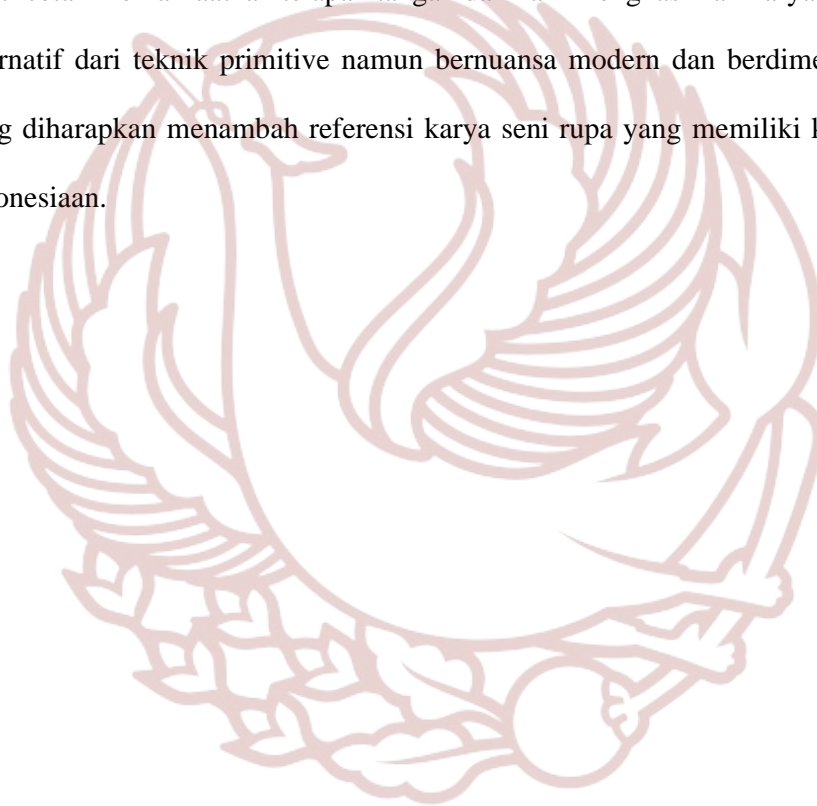 rnatif dari teknik primitive namun bernuansa modern dan berdime
g diharapkan menambah referensi karya seni rupa yang memiliki k
onesiaan.